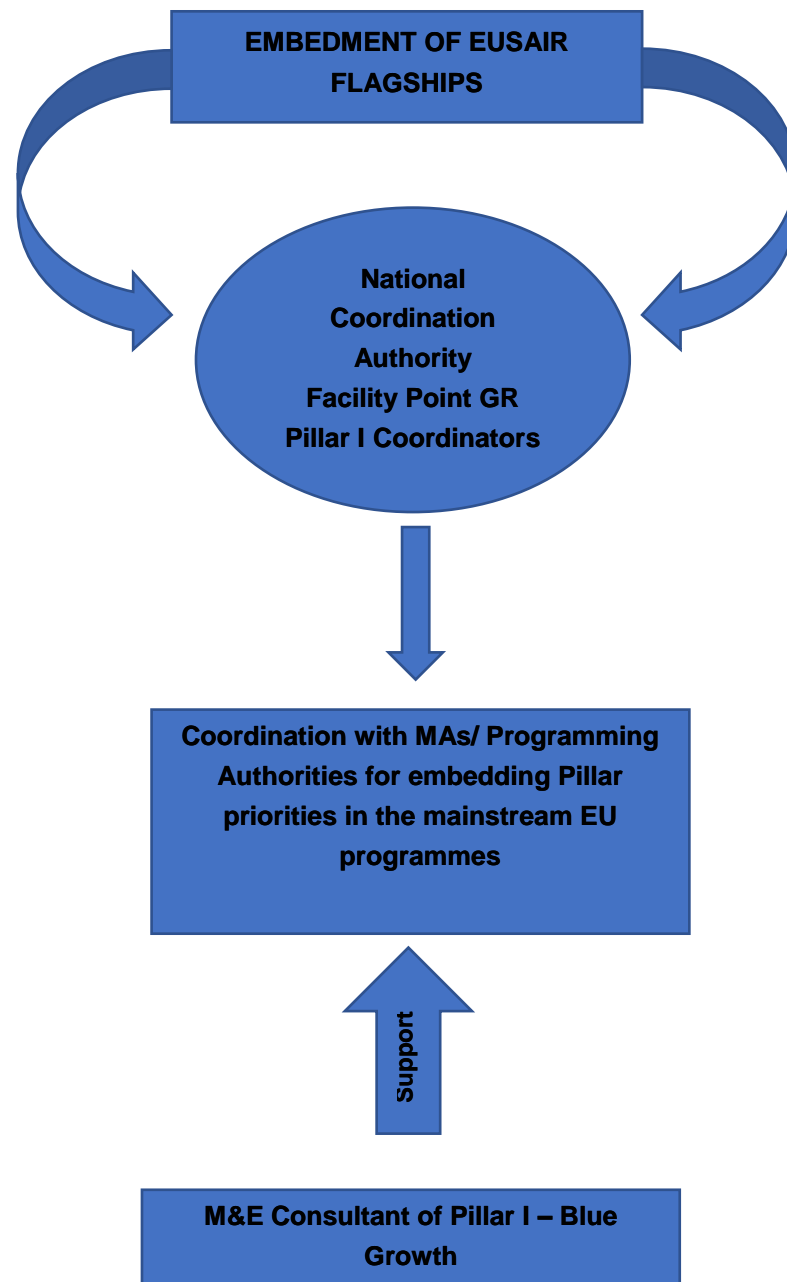 EMBEDMENT OF EUSAIR
FLAGSHIPS
National
Coordination
Authority
Facility Point GR
Pillar I Coordinators
Coordination with MAs/ Programming
Authorities for embedding Pillar
priorities in the mainstream EU
programmes
Support
M&E Consultant of Pillar I – Blue
Growth